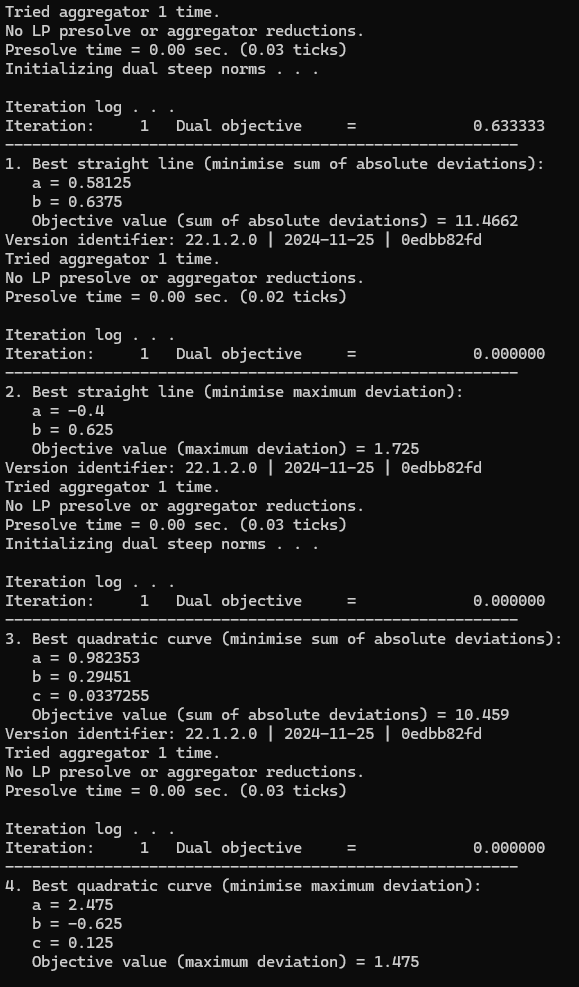 Tried aggregator 1 time.
No LP presolve or aggregator reductions.
Presolve time = 0.00 sec. (0.03 ticks)
Initializing dual steep norms . . .
Iteration log . . .
Iteration:     1   Dual objective     =             0.633333
---------------------------------------------------------
1. Best straight line (minimise sum of absolute deviations):
   a = 0.58125
   b = 0.6375
   Objective value (sum of absolute deviations) = 11.4662
Version identifier: 22.1.2.0 | 2024-11-25 | 0edbb82fd
Tried aggregator 1 time.
No LP presolve or aggregator reductions.
Presolve time = 0.00 sec. (0.02 ticks)
Iteration log . . .
Iteration:     1   Dual objective     =             0.000000
---------------------------------------------------------
2. Best straight line (minimise maximum deviation):
   a = -0.4
   b = 0.625
   Objective value (maximum deviation) = 1.725
Version identifier: 22.1.2.0 | 2024-11-25 | 0edbb82fd
Tried aggregator 1 time.
No LP presolve or aggregator reductions.
Presolve time = 0.00 sec. (0.03 ticks)
Initializing dual steep norms . . .
Iteration log . . .
Iteration:     1   Dual objective     =             0.000000
---------------------------------------------------------
3. Best quadratic curve (minimise sum of absolute deviations):
   a = 0.982353
   b = 0.29451
   c = 0.0337255
   Objective value (sum of absolute deviations) = 10.459
Version identifier: 22.1.2.0 | 2024-11-25 | 0edbb82fd
Tried aggregator 1 time.
No LP presolve or aggregator reductions.
Presolve time = 0.00 sec. (0.03 ticks)
Iteration log . . .
Iteration:     1   Dual objective     =             0.000000
---------------------------------------------------------
4. Best quadratic curve (minimise maximum deviation):
   a = 2.475
   b = -0.625
   c = 0.125
   Objective value (maximum deviation) = 1.475